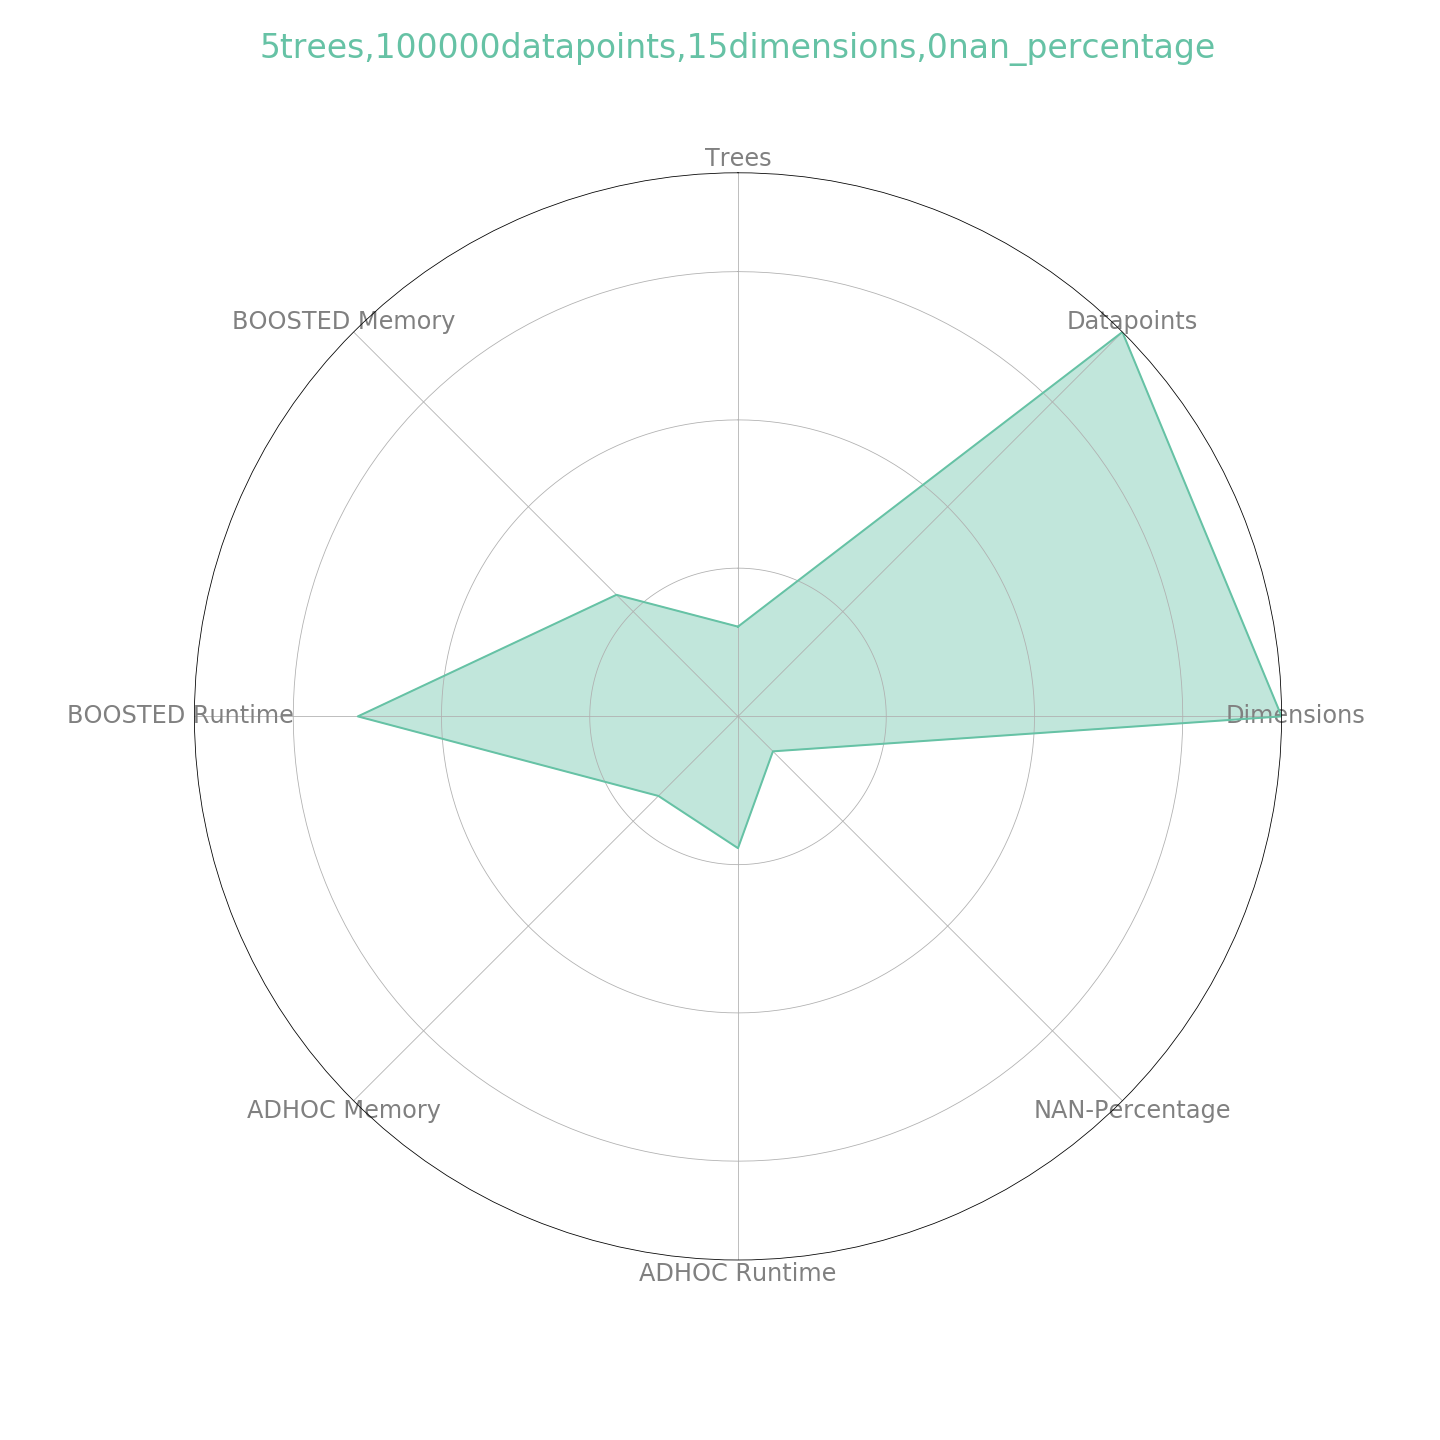 5trees,100000datapoints,15dimensions,0nan_percentage
Trees
BOOSTED Memory
Datapoints
BOOSTED Runtime
Dimensions
ADHOC Memory
NAN-Percentage
ADHOC Runtime